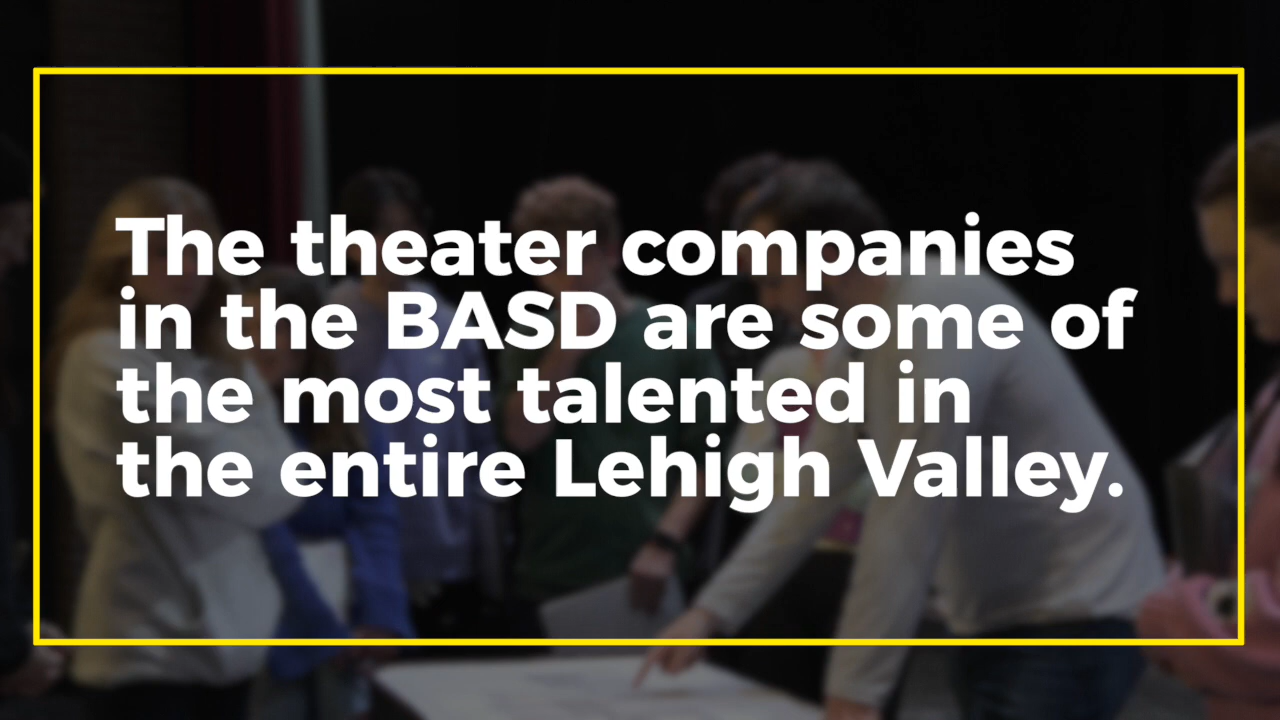 The theater companies
in the BASD are some of
the most talented in
the entire Lehigh Valley.